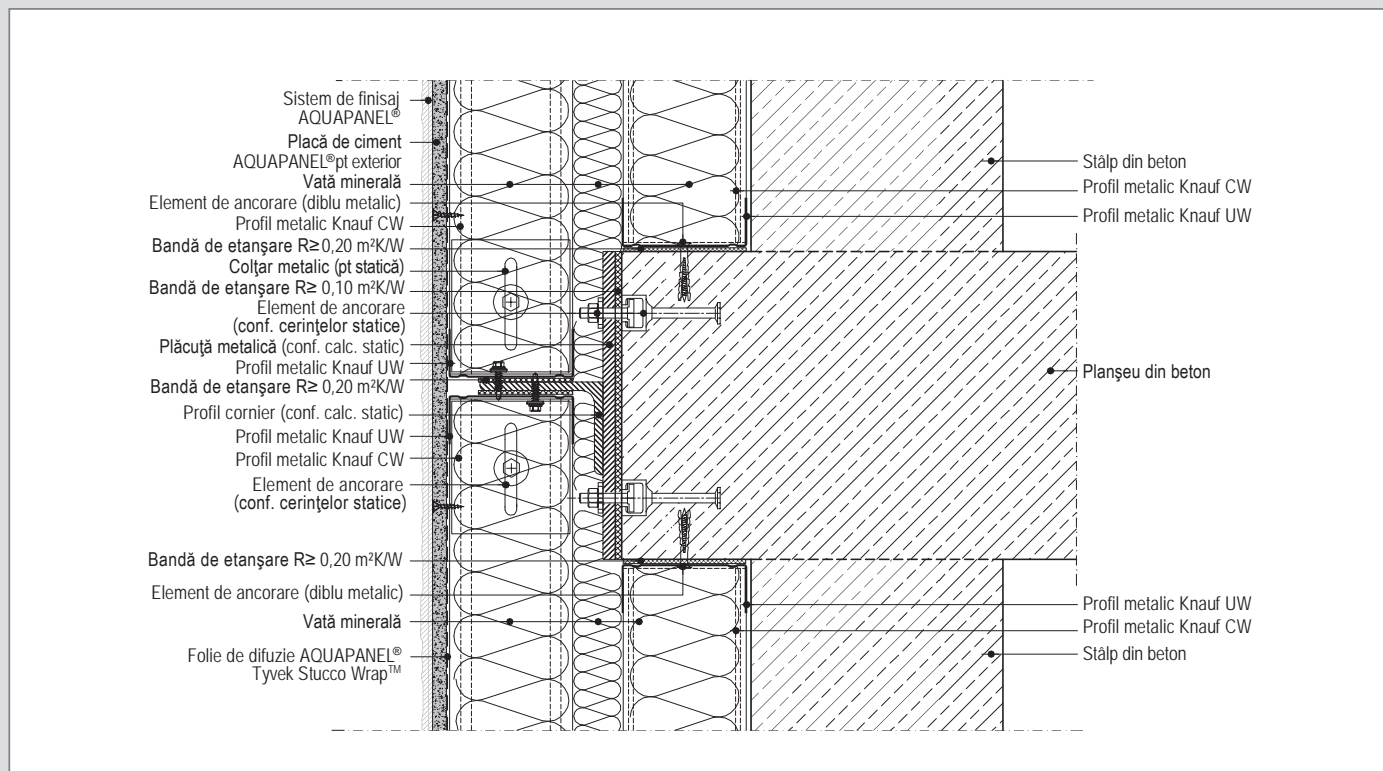 Sistem de finisaj
AQUAPANEL®
Placă de ciment
AQUAPANEL®pt exterior
Vată minerală
Element de ancorare (diblu metalic)
Profil metalic Knauf CW
Bandă de etanşare R≥ 0,20 m²K/W
Colţar metalic (pt statică)
Bandă de etanşare R≥ 0,10 m²K/W
Element de ancorare
(conf. cerinţelor statice)
Plăcuţă metalică (conf. calc. static)
Profil metalic Knauf UW
Bandă de etanşare R≥ 0,20 m²K/W
Profil cornier (conf. calc. static)
Profil metalic Knauf UW
Profil metalic Knauf CW
Element de ancorare
(conf. cerinţelor statice)
Bandă de etanşare R≥ 0,20 m²K/W
Element de ancorare (diblu metalic)
Vată minerală
Folie de difuzie AQUAPANEL®
Tyvek Stucco Wrap™
Stâlp din beton
Profil metalic Knauf CW
Profil metalic Knauf UW
Planşeu din beton
Profil metalic Knauf UW
Profil metalic Knauf CW
Stâlp din beton